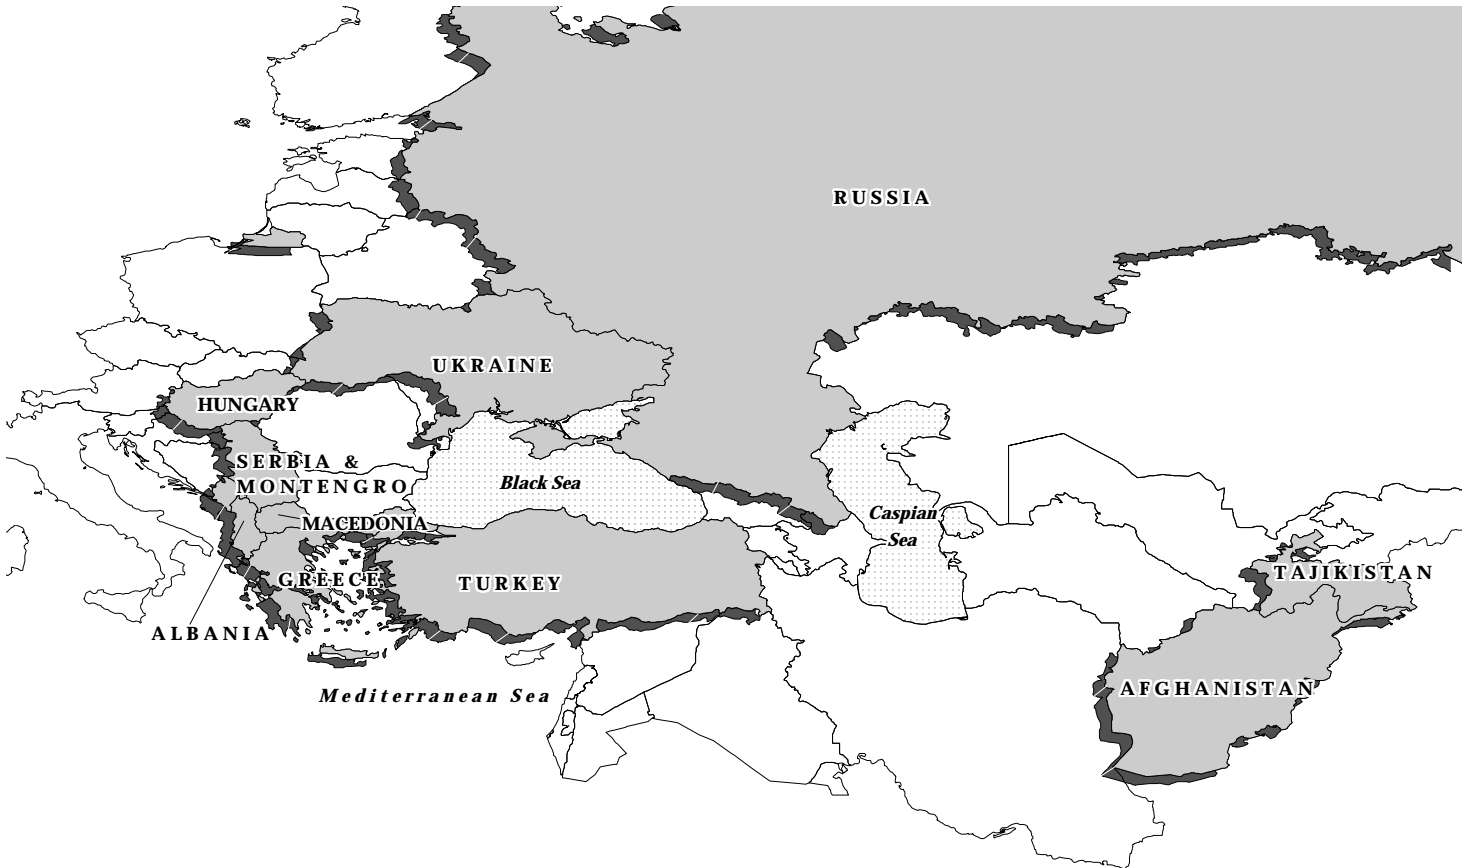 RUSSIA
UKRAINE
HUNGARY
SERBIA &
MONTENGRO
Black Sea
Caspian
Sea
MACEDONIA
GREECE
TURKEY
TAJIKISTAN
ALBANIA
AFGHANISTAN
Mediterranean Sea